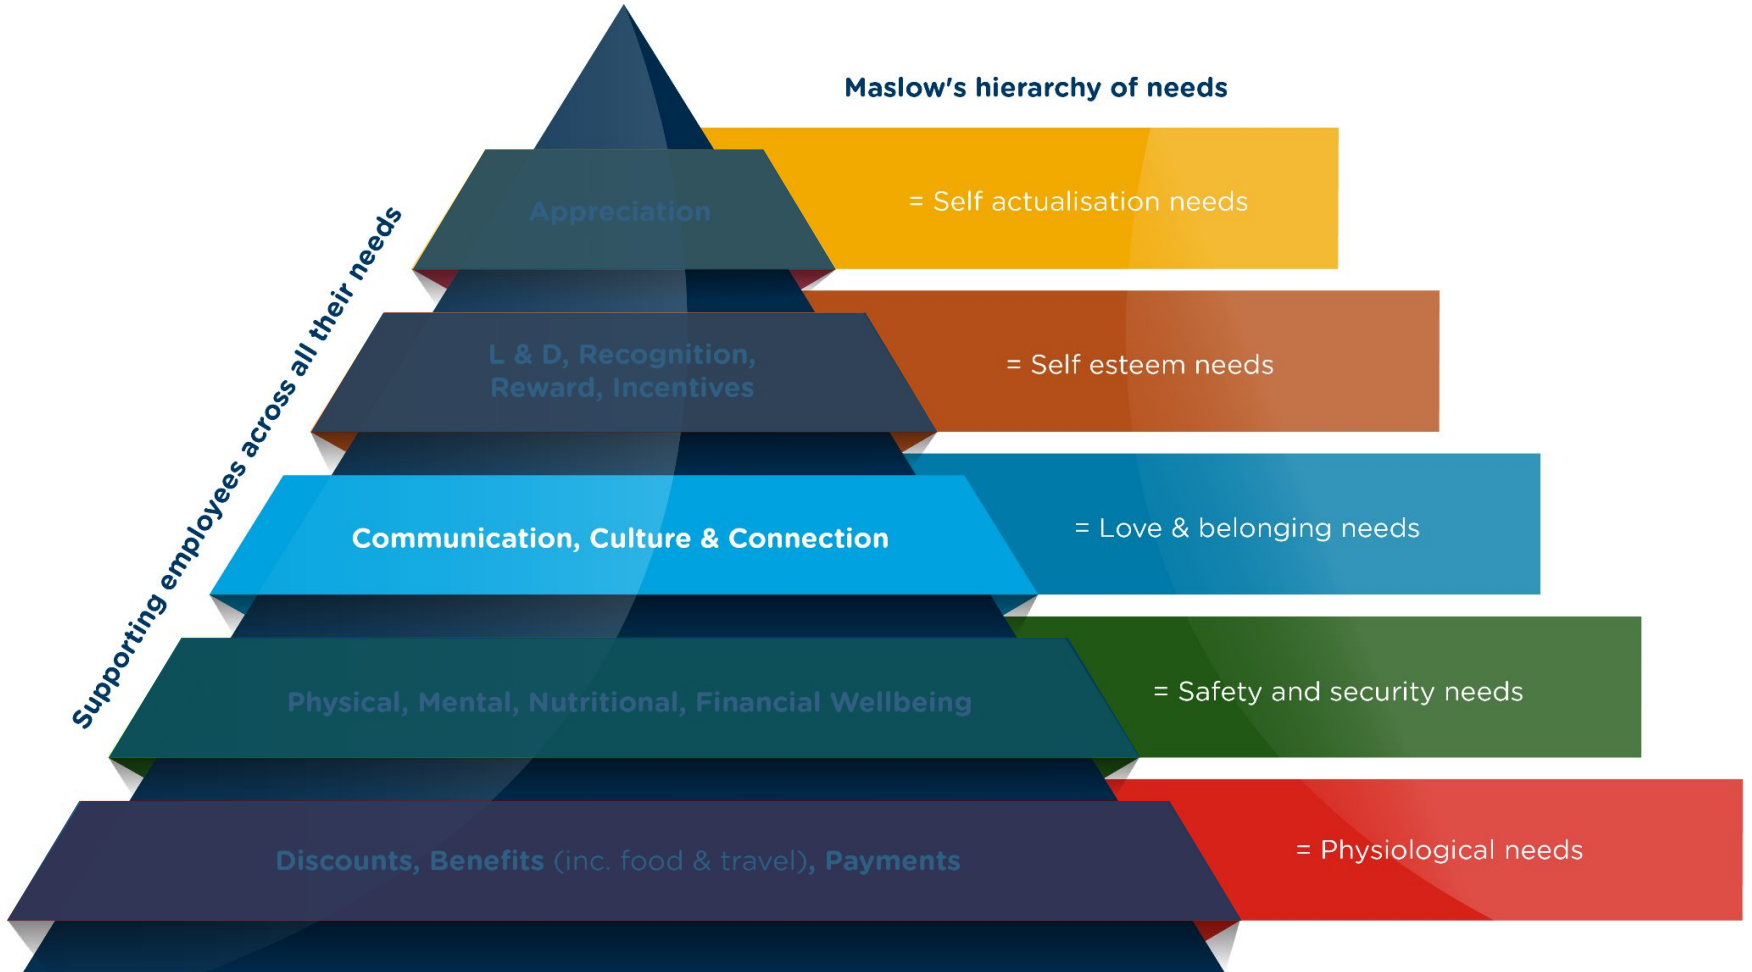 Maslow's hierarchy of needs
Supporting employees across all their needs
Appreciation
= Self actualisation needs
L & D, Recognition,
Reward, Incentives
= Self esteem needs
Communication, Culture & Connection
= Love & belonging needs
Physical, Mental, Nutritional, Financial Wellbeing
= Safety and security needs
Discounts, Benefits (inc. food & travel), Payments
= Physiological needs